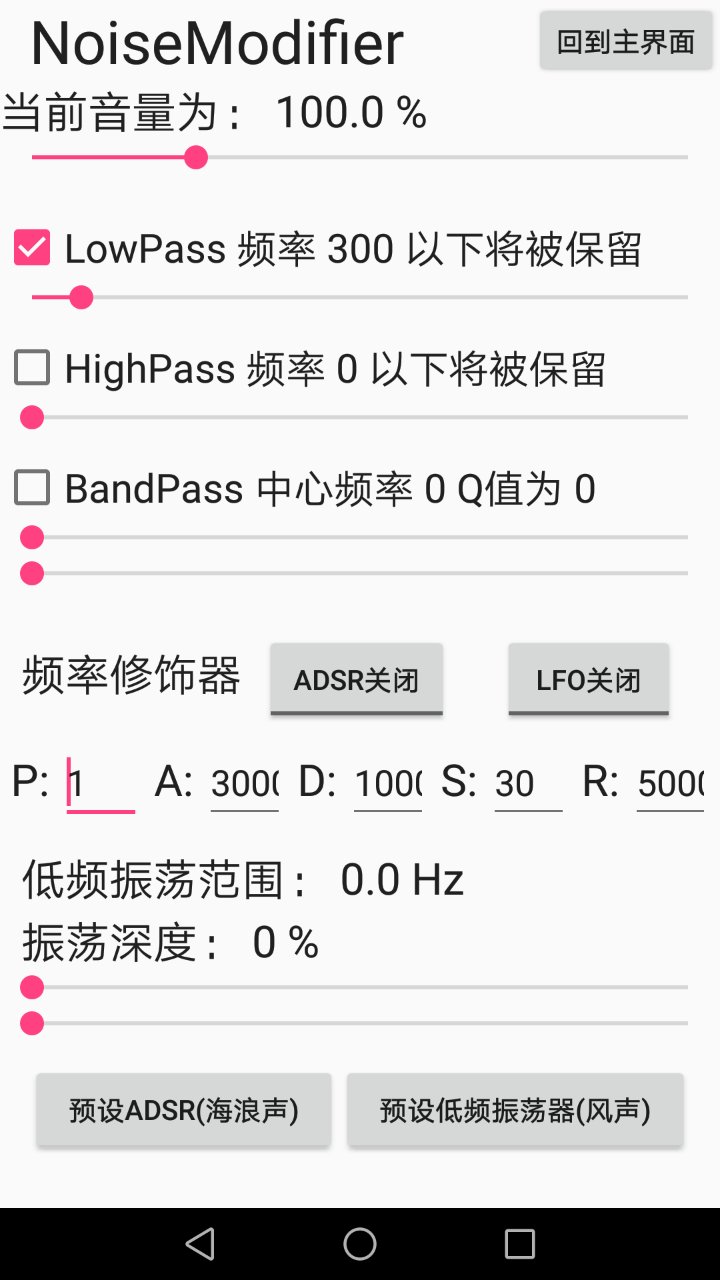 NoiseModifier
回到主界面
当前音量为: 100.0 %
LowPass 频率 300 以下将被保留
HighPass 频率 0 以下将被保留
BandPass 中心频率 0 Q值为 0
频率修饰器 ADSR关闭 LFO关闭
P: 1 A: 3000 D: 1000 S: 30 R: 5000
低频振荡范围: 0.0 Hz
振荡深度: 0 %
预设ADSR(海浪声) 预设低频振荡器(风声)